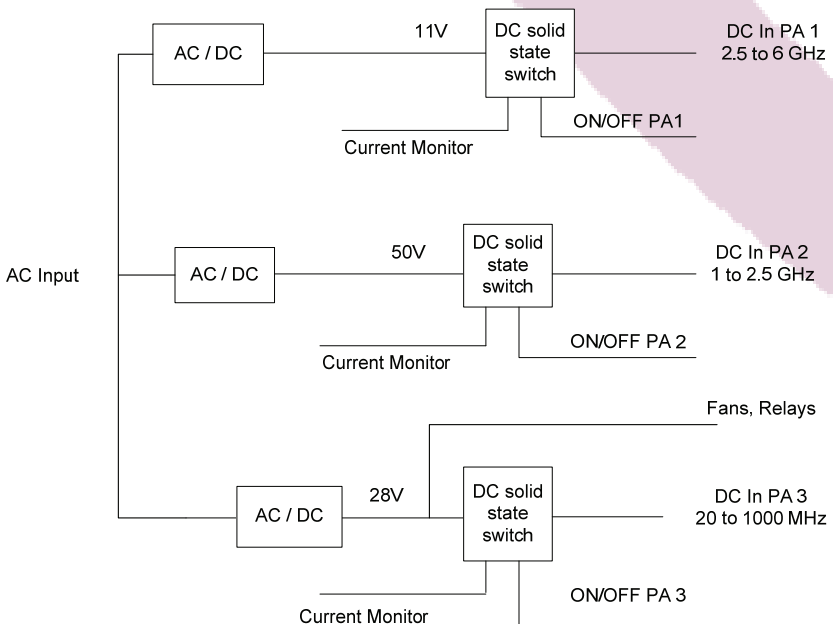 11V
DC solid
state
switch
DC In PA 1
2.5 to 6 GHz
AC / DC
ON/OFF PA1
Current Monitor
AC Input
AC / DC
50V
DC solid
state
switch
DC In PA 2
1 to 2.5 GHz
ON/OFF PA 2
Current Monitor
Fans, Relays
AC / DC
28V
DC solid
state
switch
DC In PA 3
20 to 1000 MHz
ON/OFF PA 3
Current Monitor